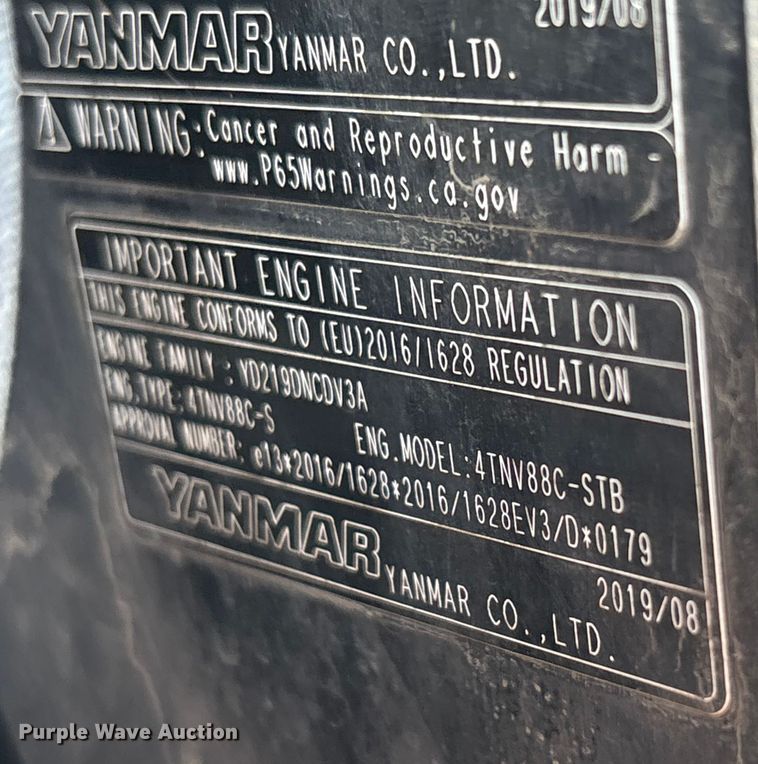 2019/08
YANMAR YANMAR CO.,LTD.
WARNING: Cancer and Reproductive Harm -
www.P65Warnings.ca.gov
IMPORTANT ENGINE INFORMATION
THIS ENGINE CONFORMS TO (EU)2016/1628 REGULATION
ENGINE FAMILY : YD219DNCDV3A
ENG.TYPE:4TNV88C-S ENG.MODEL:4TNV88C-STB
APPROVAL NUMBER: e13*2016/1628*2016/1628EV3/D*0179
2019/08
YANMAR YANMAR CO.,LTD.
Purple Wave Auction